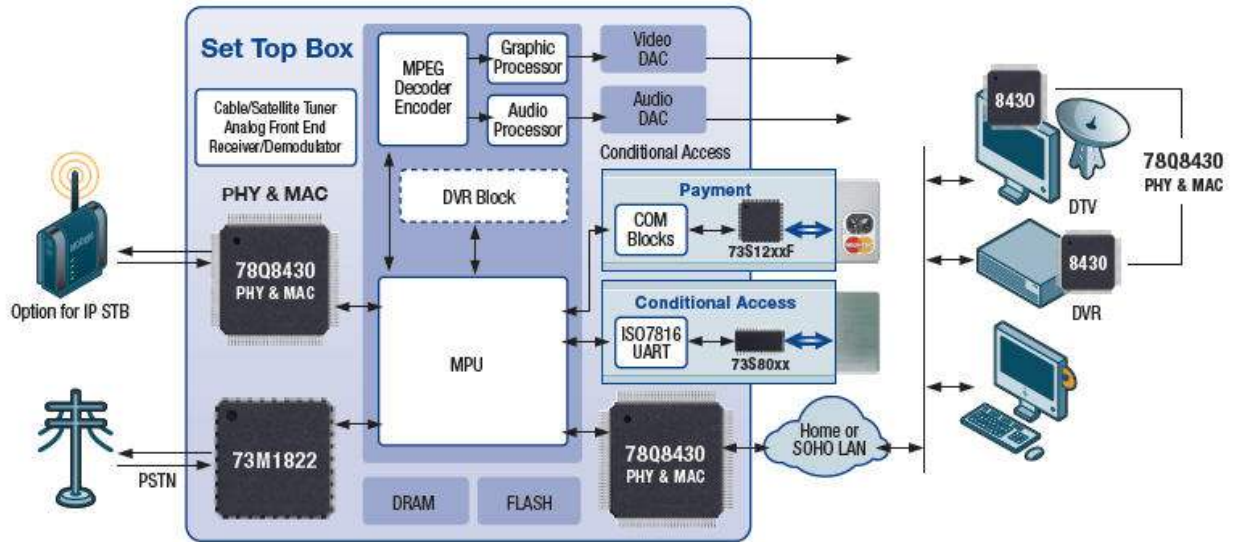 Set Top Box
Cable/Satellite Tuner
Analog Front End
Receiver/Demodulator
MPEG
Decoder
Encoder
Graphic
Processor
Audio
Processor
Video
DAC
Audio
DAC
DVR Block
Conditional Access
Payment
COM
Blocks
73S12xxF
Conditional Access
ISO7816
UART
73S80xx
PHY & MAC
78Q8430
PHY & MAC
Option for IP STB
MPU
73M1822
PSTN
DRAM
FLASH
78Q8430
PHY & MAC
Home or
SOHO LAN
8430
DTV
78Q8430
PHY & MAC
8430
DVR